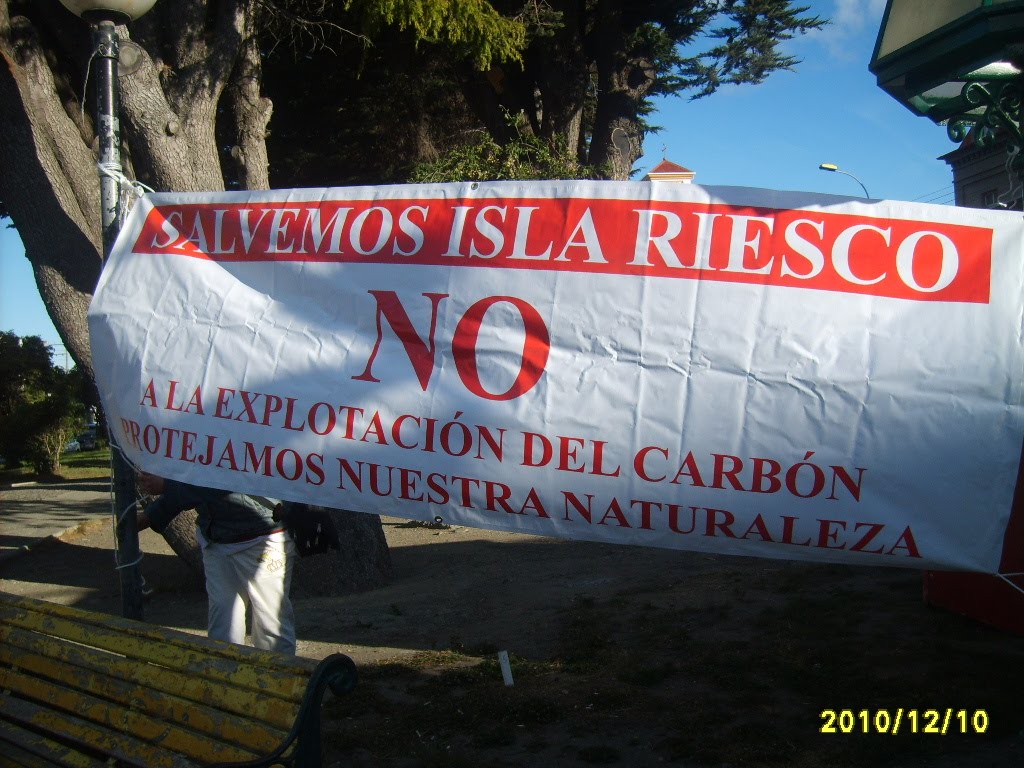 SALVEMOS ISLA RIESCO
NO
A LA EXPLOTACIÓN DEL CARBÓN
PROTEJAMOS NUESTRA NATURALEZA
2010/12/10